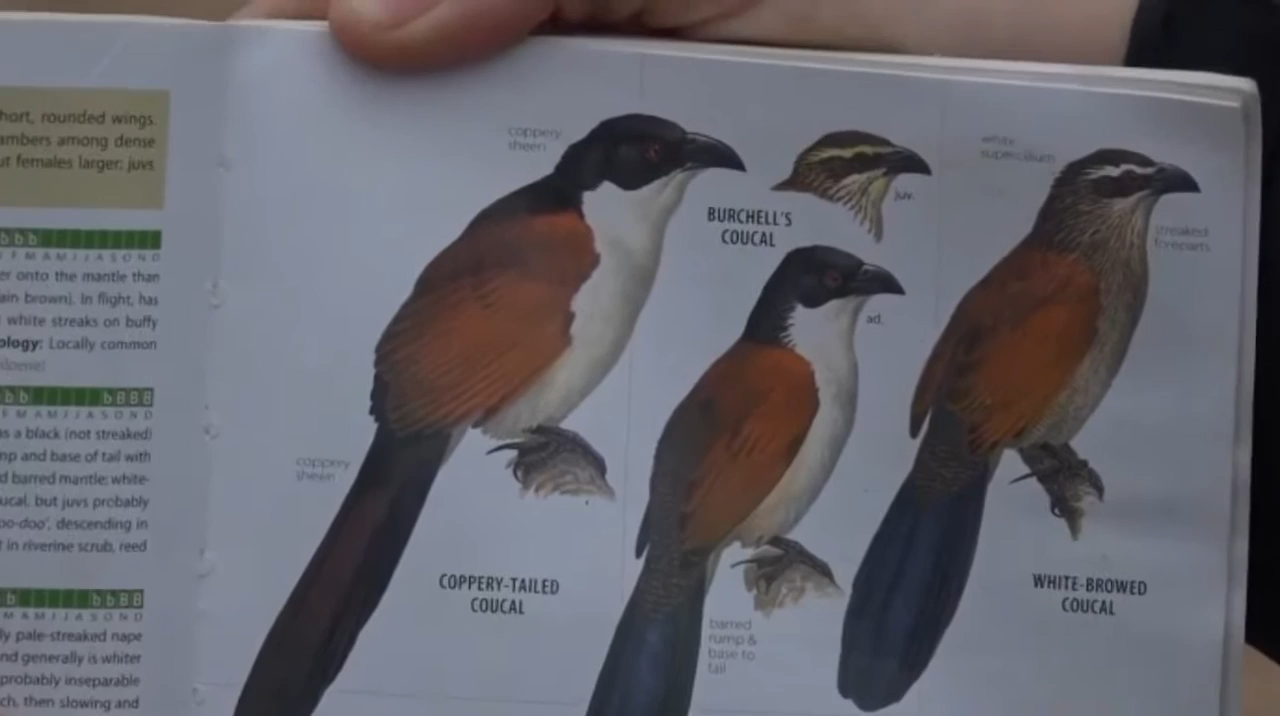 hort, rounded wings.
ambers among dense
ut females larger; juvs
b b b
F M A M J J A S O N D
er onto the mantle than
ain brown). In flight, has
white streaks on buffy
ology: Locally common
b b b B B B
F M A M J J A S O N D
as a black (not streaked)
mp and base of tail with
d barred mantle; white-
ucal, but juvs probably
oo-doo', descending in
t in riverine scrub, reed
b b b B B
M A M J J A S O N D
ly pale-streaked nape
nd generally is whiter
probably inseparable
ch, then slowing and
coppery
sheen
coppery
sheen
COPPERY-TAILED
COUCAL
BURCHELL'S
COUCAL
juv.
ad.
barred
rump &
base to
tail
white
supercilium
streaked
foreparts
WHITE-BROWED
COUCAL